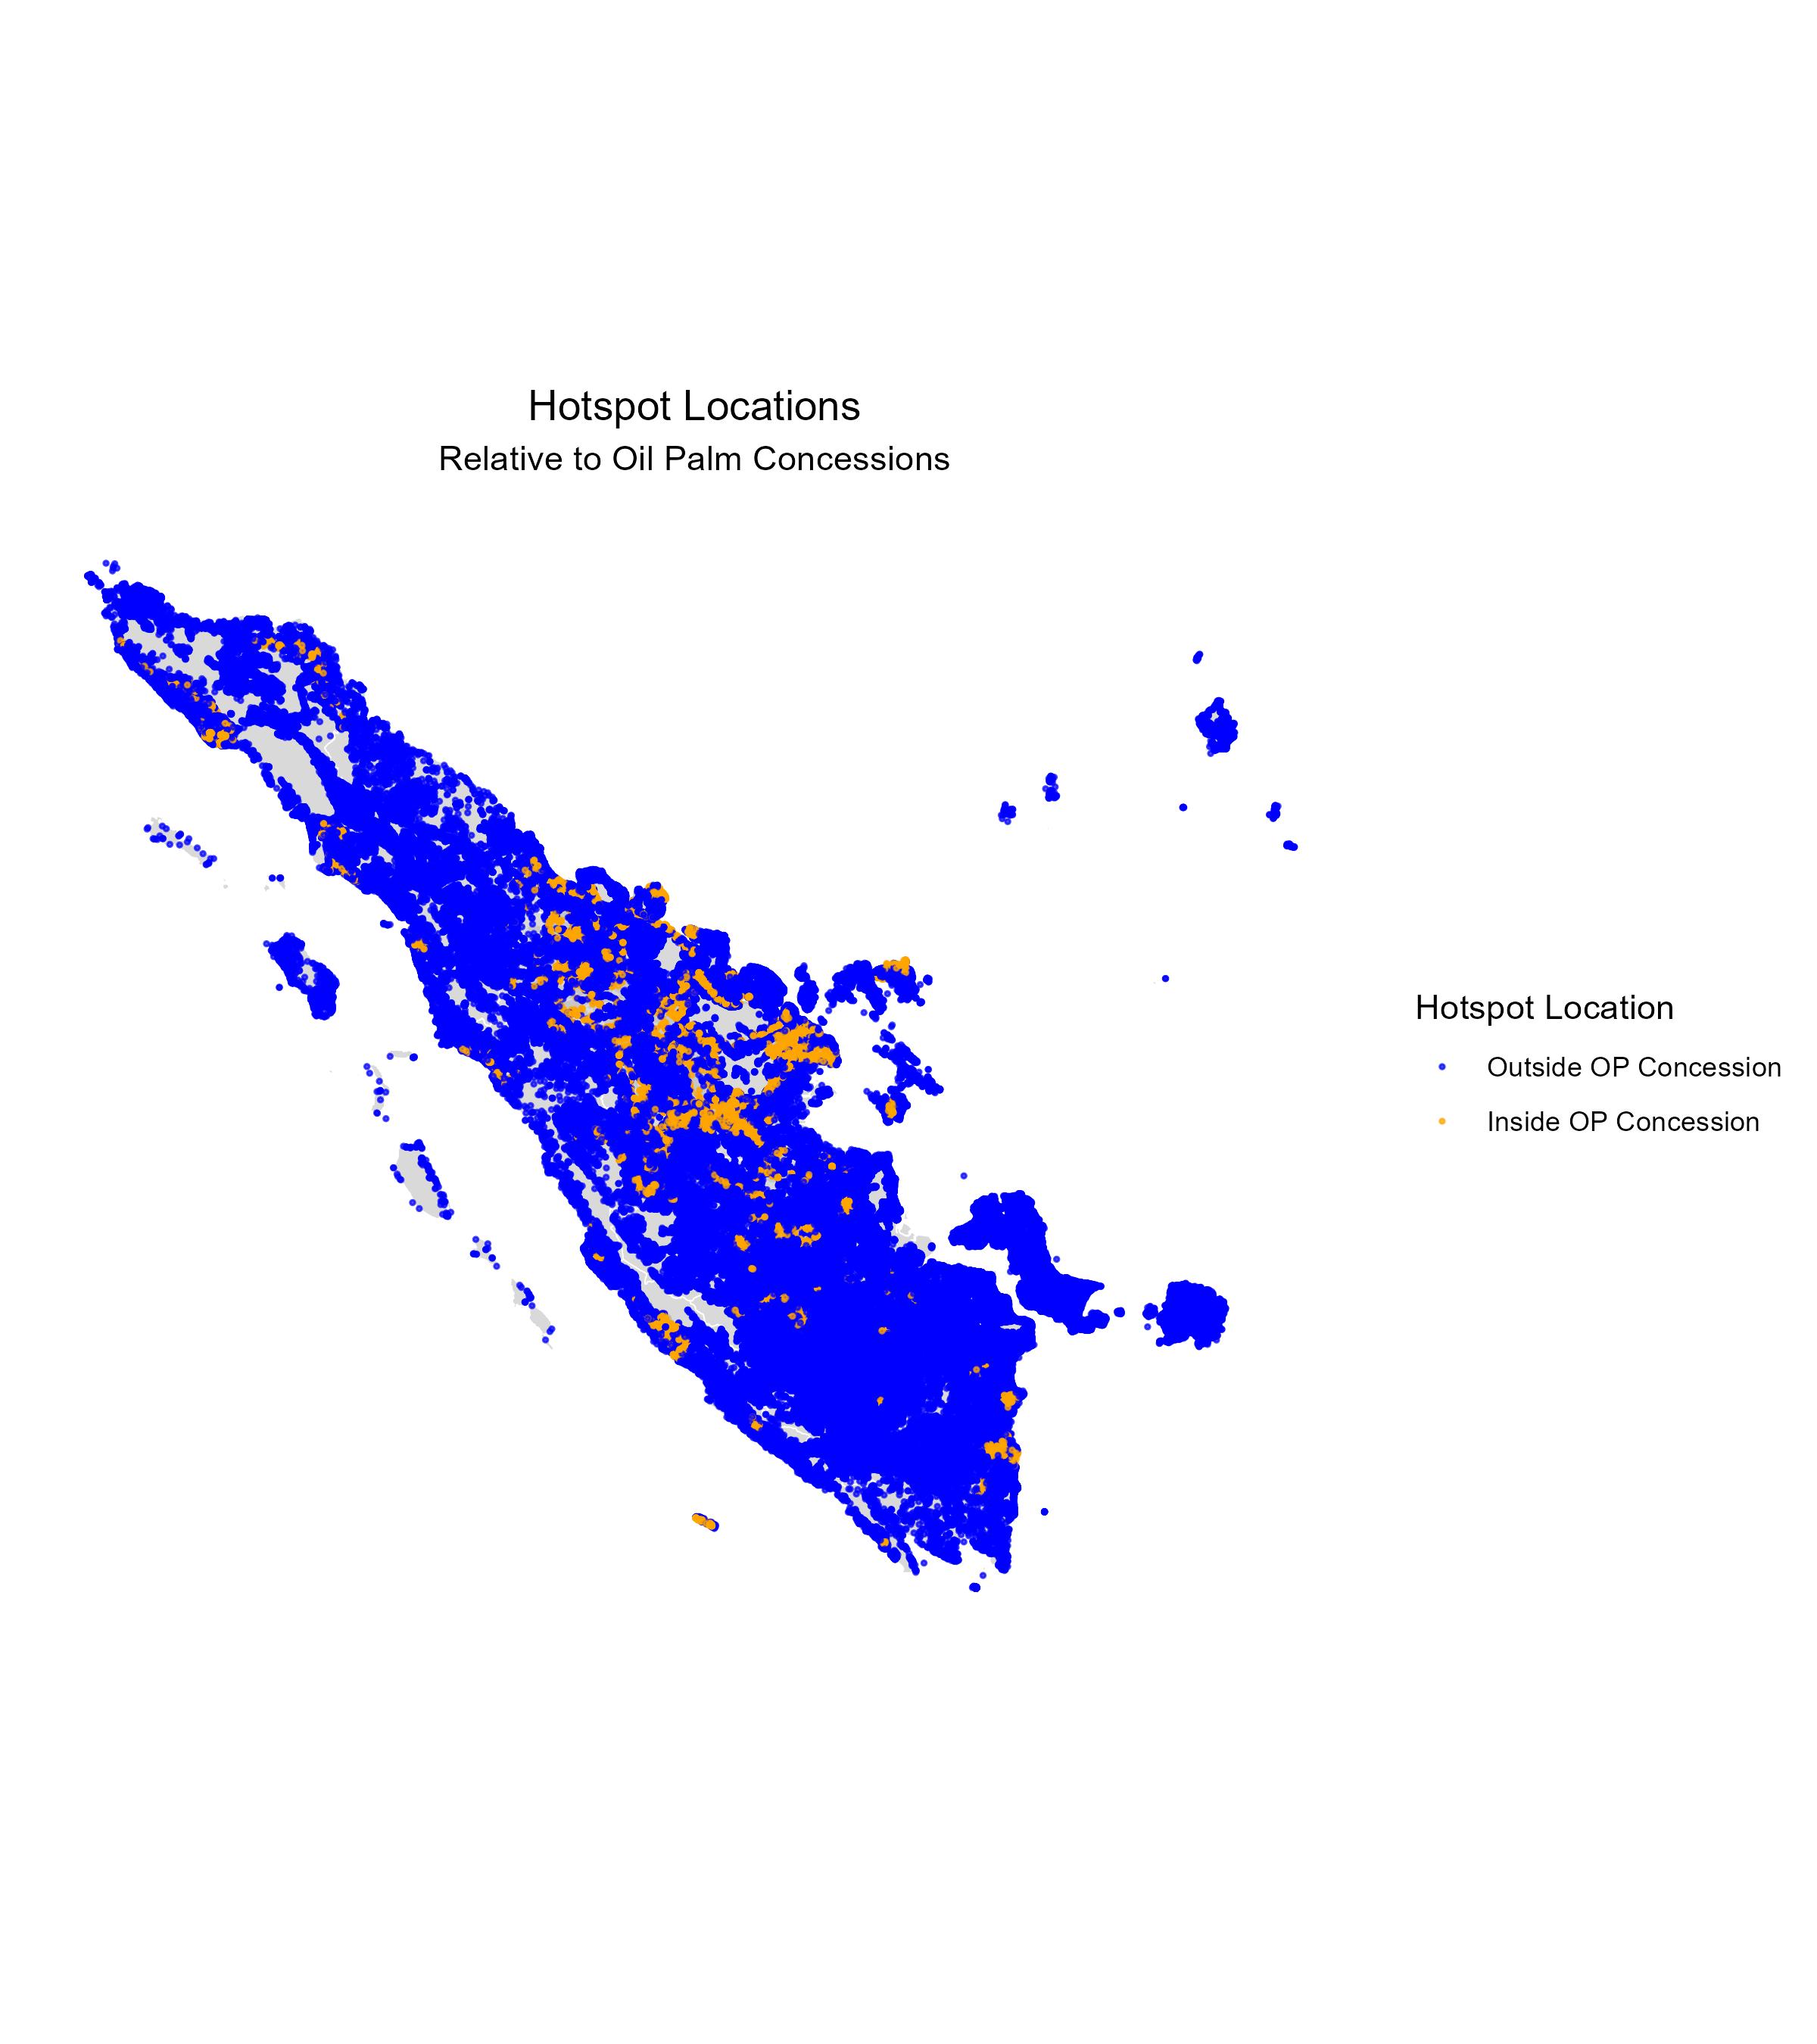 Hotspot Locations
Relative to Oil Palm Concessions
Hotspot Location
Outside OP Concession
Inside OP Concession